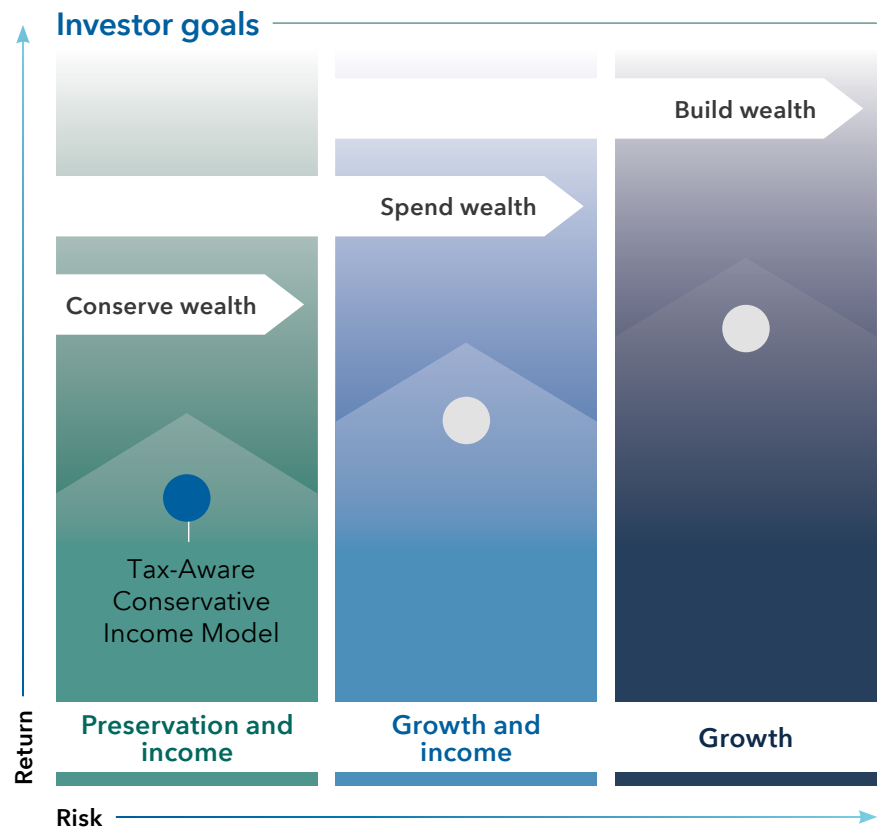 Investor goals
Build wealth
Spend wealth
Conserve wealth
Tax-Aware
Conservative
Income Model
Return
Preservation and
income
Growth and
income
Growth
Risk